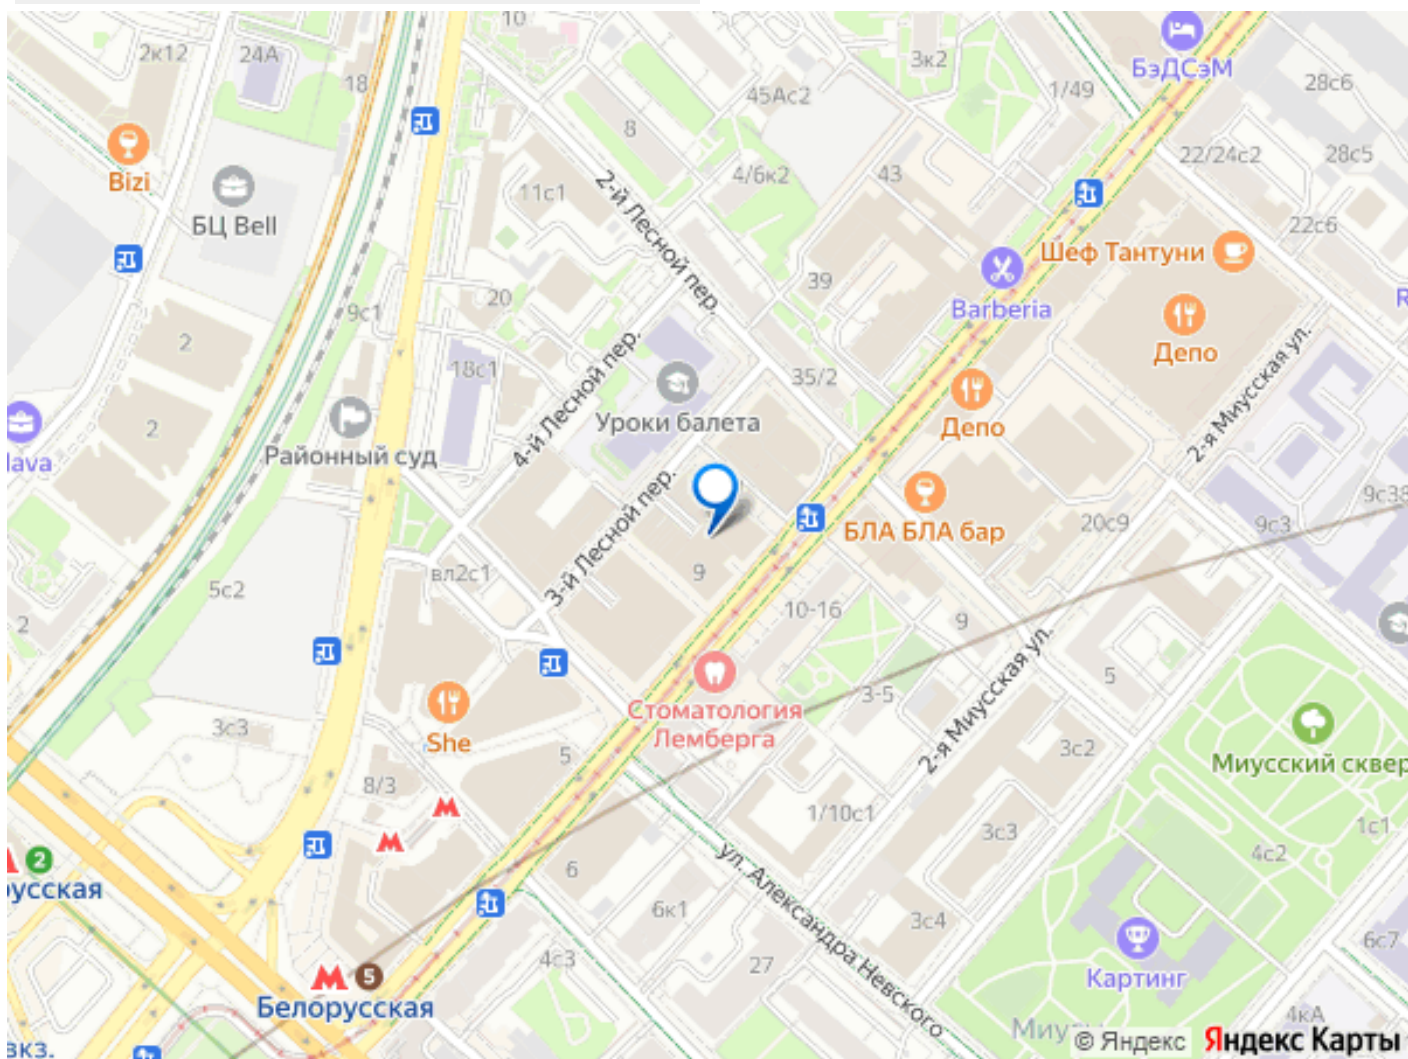 10
2к12
24А
18
БэДСэМ
3к2
1/49
28с6
45Ас2
8
Bizi
БЦ Bell
11с1
2-й Лесной пер.
4/6к2
43
22/24с2
28с5
22с6
Шеф Тантуни
39
20
Barberia
9с1
2
18с1
4-й Лесной пер.
35/2
Депо
2-я Миусская ул.
2
Уроки балета
Депо
Районный суд
3-й Лесной пер.
9с38
БЛА БЛА бар
20с9
9с3
5с2
вл2с1
9
10-16
9
2
2-я Миусская ул.
5
3-5
Стоматология
Лемберга
3с3
She
5
3с2
Миусский сквер
8/3
1/10с1
3с3
1с1
4с2
2
6
ул. Александра Невского
6к1
3с4
4с3
27
6с7
5
Белорусская
Картинг
4кА
© Яндекс
Яндекс Карты